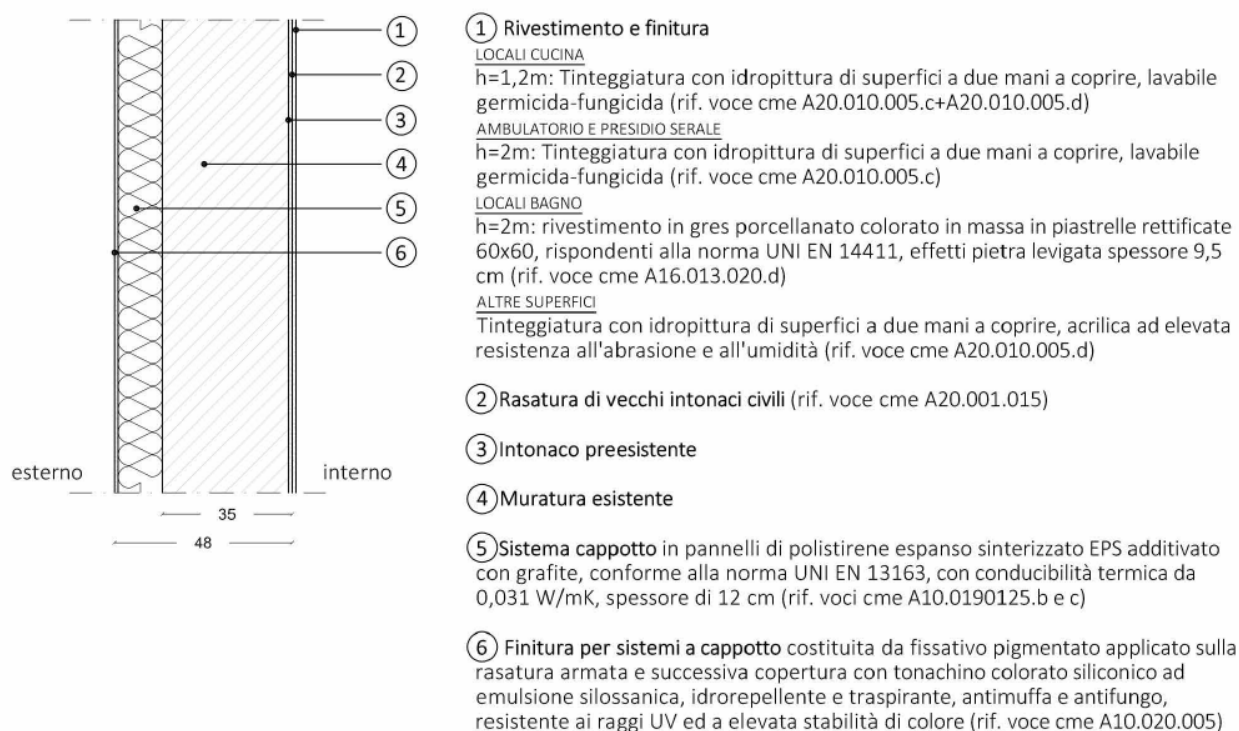 1 Rivestimento e finitura
LOCALI CUCINA
h=1,2m: Tinteggiatura con idropittura di superfici a due mani a coprire, lavabile
germicida-fungicida (rif. voce cme A20.010.005.c+A20.010.005.d)
AMBULATORIO E PRESIDIO SERALE
h=2m: Tinteggiatura con idropittura di superfici a due mani a coprire, lavabile
germicida-fungicida (rif. voce cme A20.010.005.c)
LOCALI BAGNO
h=2m: rivestimento in gres porcellanato colorato in massa in piastrelle rettificate
60x60, rispondenti alla norma UNI EN 14411, effetti pietra levigata spessore 9,5
cm (rif. voce cme A16.013.020.d)
ALTRE SUPERFICI
Tinteggiatura con idropittura di superfici a due mani a coprire, acrilica ad elevata
resistenza all'abrasione e all'umidità (rif. voce cme A20.010.005.d)
2 Rasatura di vecchi intonaci civili (rif. voce cme A20.001.015)
3 Intonaco preesistente
4 Muratura esistente
5 Sistema cappotto in pannelli di polistirene espanso sinterizzato EPS additivato
con grafite, conforme alla norma UNI EN 13163, con conducibilità termica da
0,031 W/mK, spessore di 12 cm (rif. voci cme A10.0190125.b e c)
6 Finitura per sistemi a cappotto costituita da fissativo pigmentato applicato sulla
rasatura armata e successiva copertura con tonachino colorato siliconico ad
emulsione silossanica, idrorepellente e traspirante, antimuffa e antifungo,
resistente ai raggi UV ed a elevata stabilità di colore (rif. voce cme A10.020.005)
1
2
3
4
5
6
esterno
interno
35
48